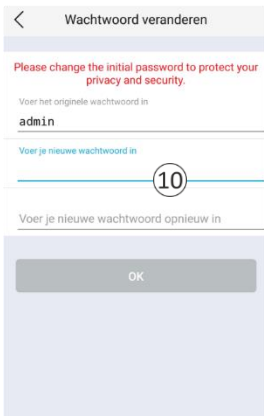 Wachtwoord veranderen
Please change the initial password to protect your
privacy and security.
Voer het originele wachtwoord in
admin
Voer je nieuwe wachtwoord in
10
Voer je nieuwe wachtwoord opnieuw in
OK